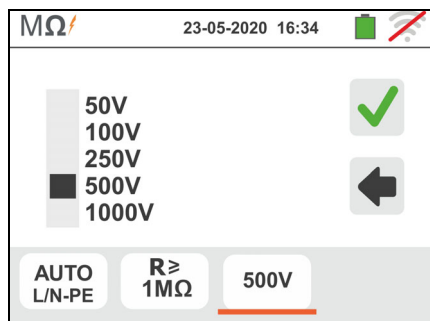 MΩ 23-05-2020 16:34
50V
100V
250V
500V
1000V
AUTO
L/N-PE
R≥
1MΩ
500V